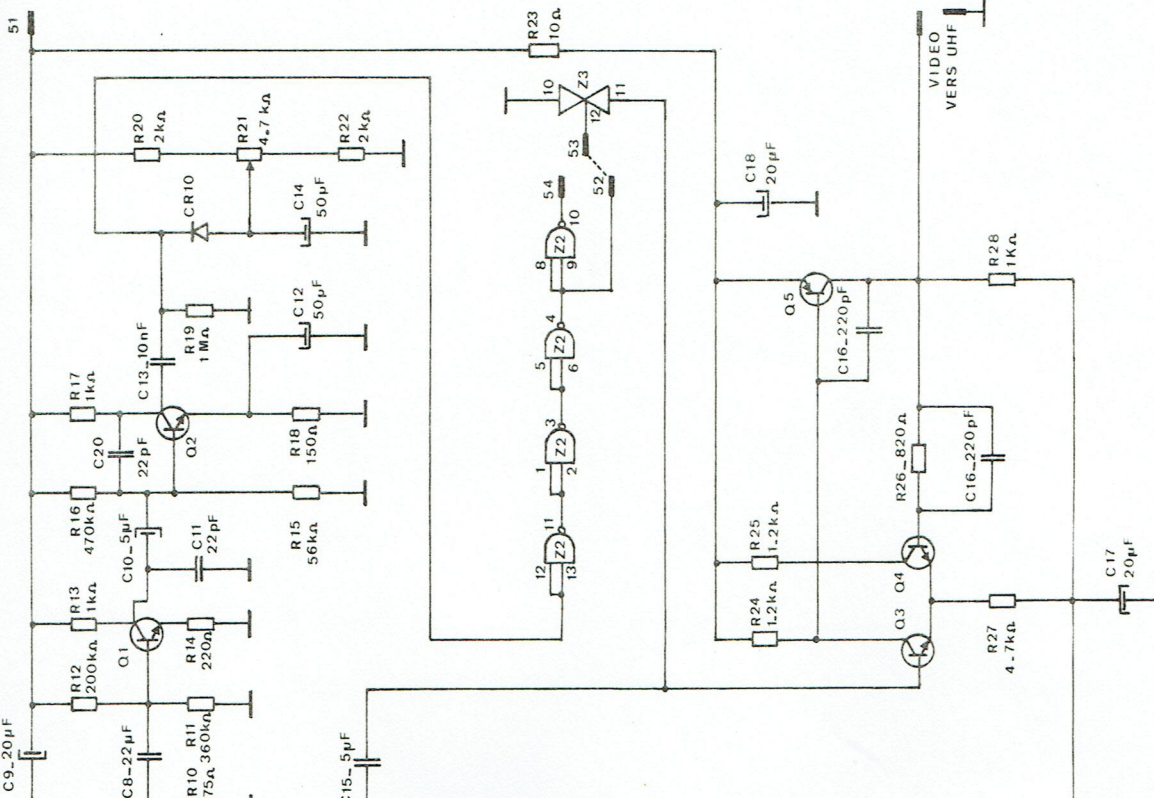 51
C9_20µF
R12
200kΩ
C8_22µF
R11
360kΩ
R10
75Ω
Q1
R13
1kΩ
R14
220Ω
C10_5µF
C11
22pF
R16
470kΩ
R15
56kΩ
C20
22pF
R17
1kΩ
Q2
R18
150Ω
C13_10nF
R19
1MΩ
C12
50µF
CR10
C14
50µF
R20
2kΩ
R21
4.7kΩ
R22
2kΩ
R23
10Ω
10
Z3
11
12
53
52
54
10
8
9
Z2
4
5
6
Z2
3
1
2
Z2
11
12
13
Z2
C15_5µF
C18
20µF
VIDEO
VERS UHF
Q5
C16_220pF
R28
1KΩ
R26_820Ω
C16_220pF
R25
1.2kΩ
R24
1.2kΩ
Q4
Q3
R27
4.7kΩ
C17
20µF